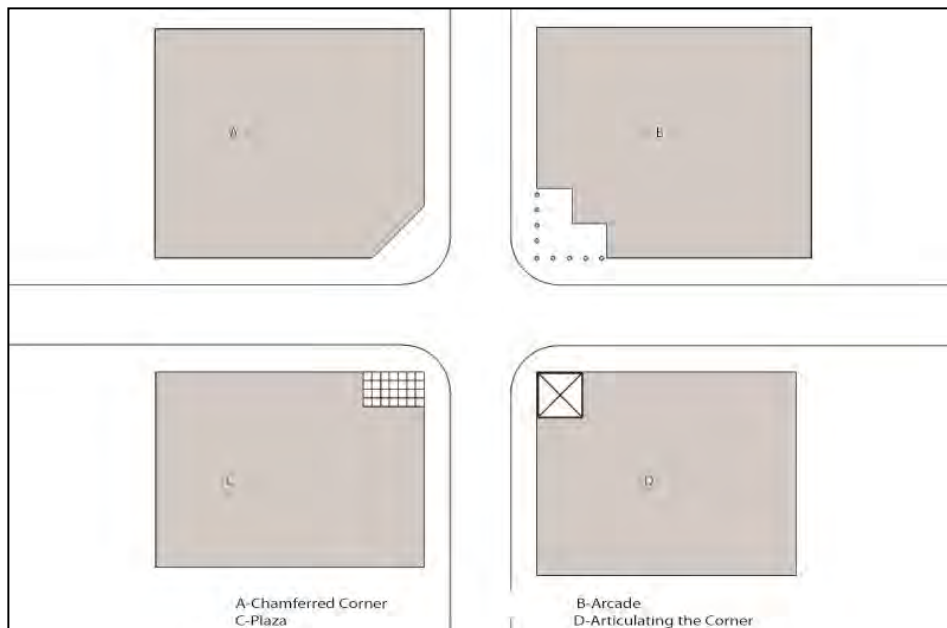 A
B
C
D
A-Chamferred Corner
B-Arcade
C-Plaza
D-Articulating the Corner